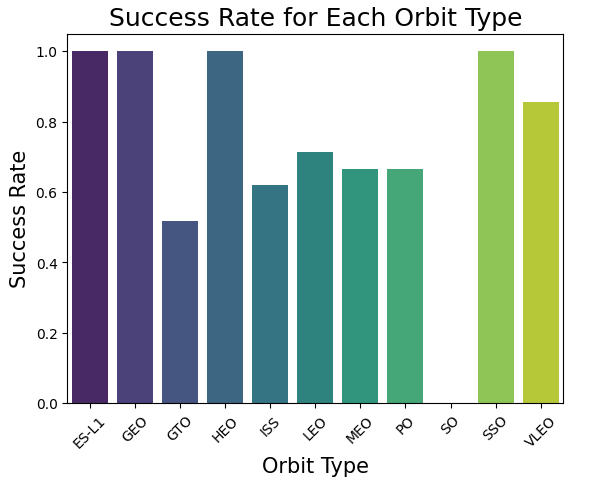 Success Rate for Each Orbit Type
Success Rate
1.0
0.8
0.6
0.4
0.2
0.0
ES-L1
GEO
GTO
HEO
ISS
LEO
MEO
PO
SO
SSO
VLEO
Orbit Type